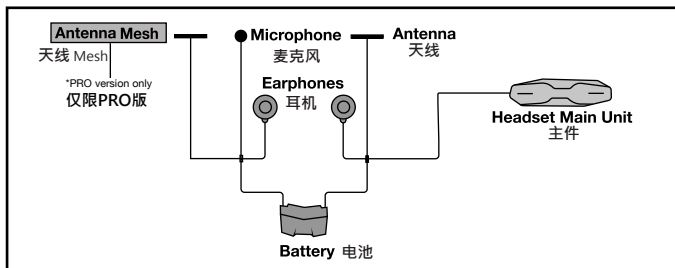 Antenna Mesh
天线 Mesh
*PRO version only
仅限PRO版
Microphone
麦克风
Antenna
天线
Earphones
耳机
Headset Main Unit
主件
Battery 电池